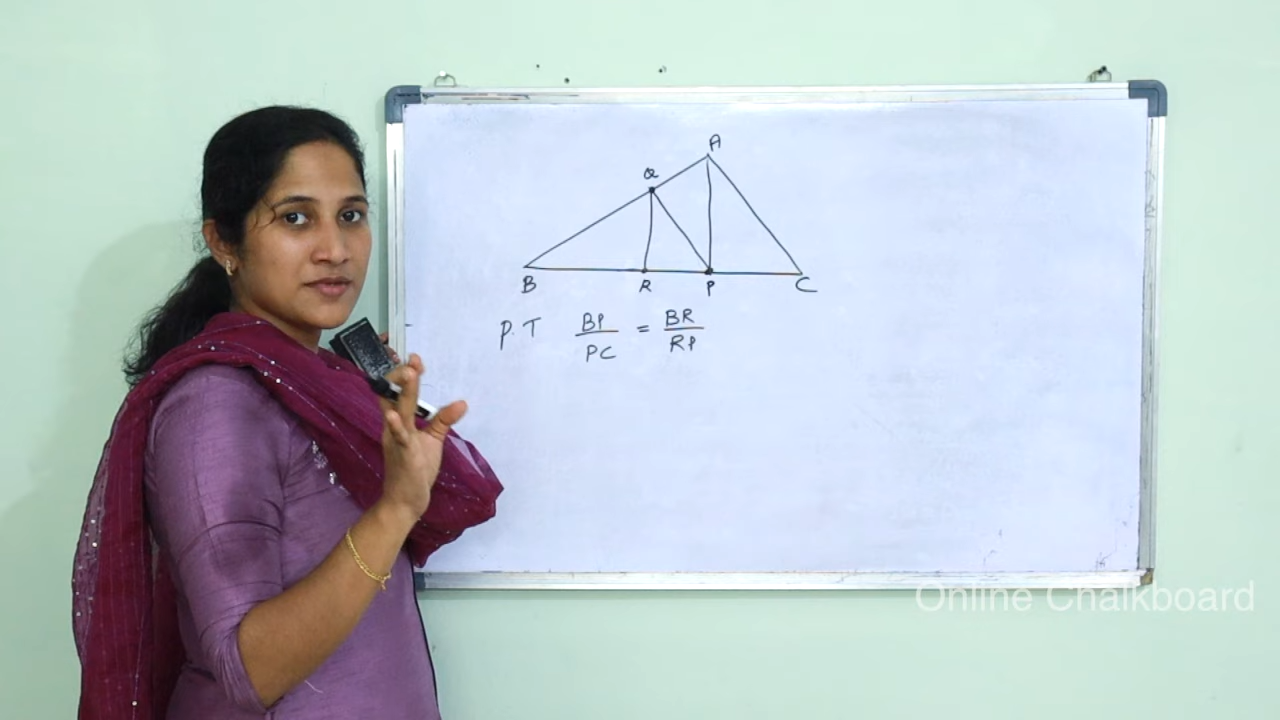 A
Q
B R P C
P.T BP/PC = BR/RP
Online Chalkboard